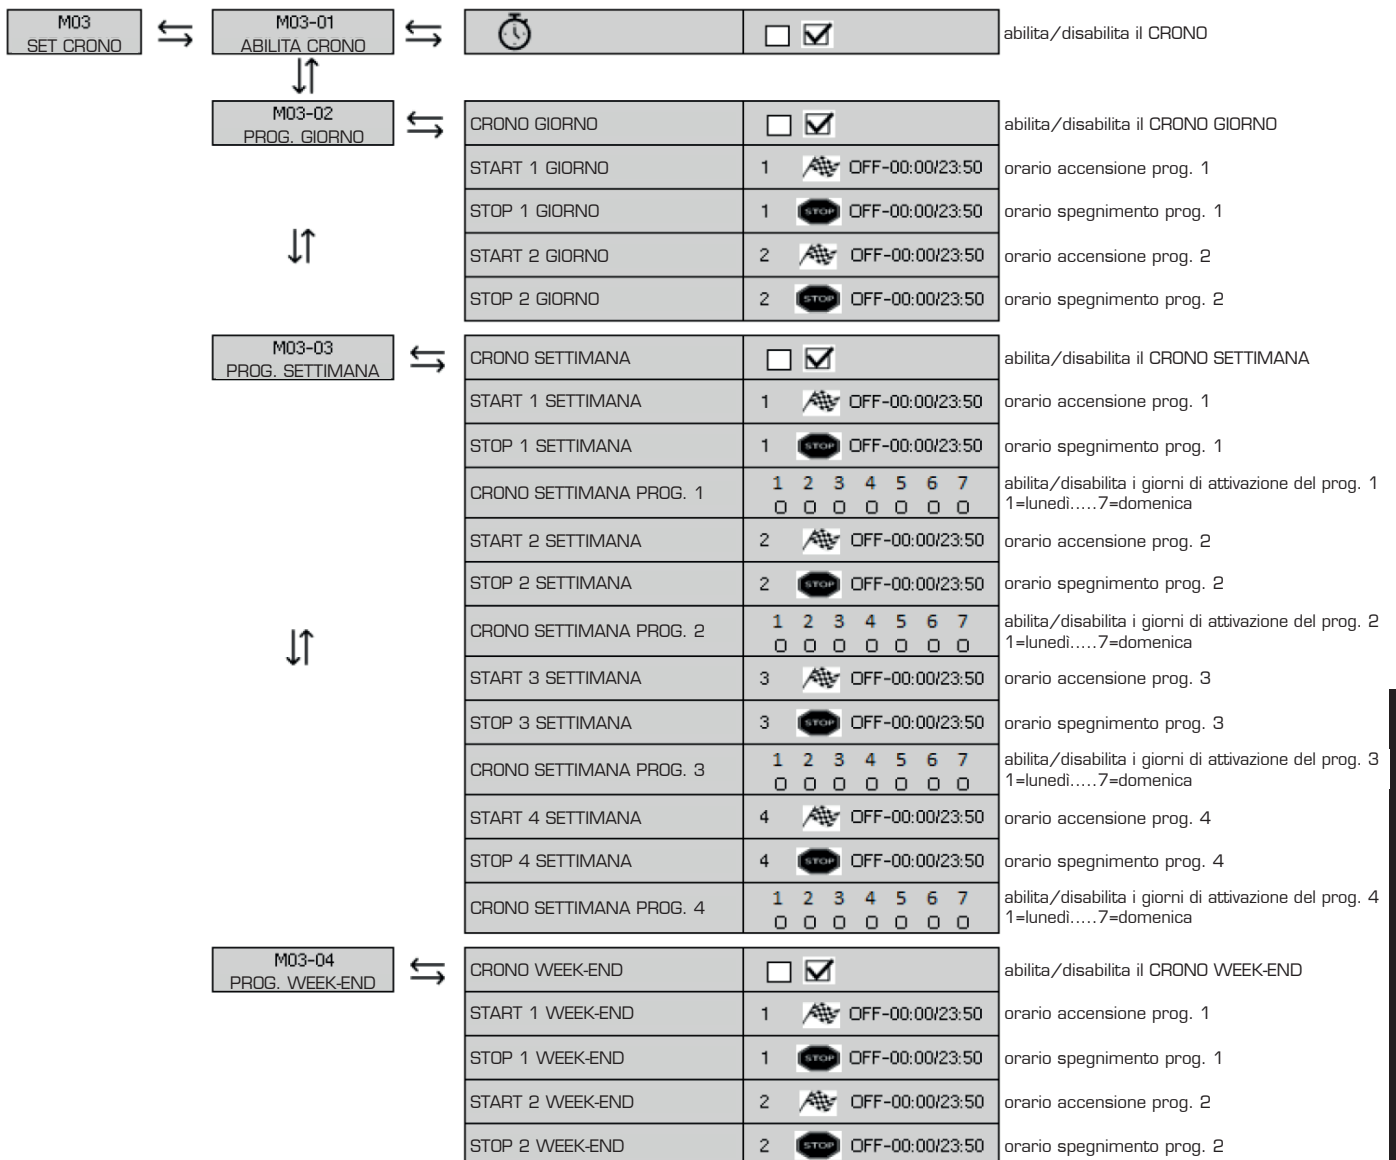 M03
SET CRONO
M03-01
ABILITA CRONO
abilita/disabilita il CRONO
M03-02
PROG. GIORNO
CRONO GIORNO
abilita/disabilita il CRONO GIORNO
START 1 GIORNO
1 OFF-00:00/23:50
orario accensione prog. 1
STOP 1 GIORNO
1 STOP OFF-00:00/23:50
orario spegnimento prog. 1
START 2 GIORNO
2 OFF-00:00/23:50
orario accensione prog. 2
STOP 2 GIORNO
2 STOP OFF-00:00/23:50
orario spegnimento prog. 2
M03-03
PROG. SETTIMANA
CRONO SETTIMANA
abilita/disabilita il CRONO SETTIMANA
START 1 SETTIMANA
1 OFF-00:00/23:50
orario accensione prog. 1
STOP 1 SETTIMANA
1 STOP OFF-00:00/23:50
orario spegnimento prog. 1
CRONO SETTIMANA PROG. 1
1 2 3 4 5 6 7
abilita/disabilita i giorni di attivazione del prog. 1
1=lunedì.....7=domenica
START 2 SETTIMANA
2 OFF-00:00/23:50
orario accensione prog. 2
STOP 2 SETTIMANA
2 STOP OFF-00:00/23:50
orario spegnimento prog. 2
CRONO SETTIMANA PROG. 2
1 2 3 4 5 6 7
abilita/disabilita i giorni di attivazione del prog. 2
1=lunedì.....7=domenica
START 3 SETTIMANA
3 OFF-00:00/23:50
orario accensione prog. 3
STOP 3 SETTIMANA
3 STOP OFF-00:00/23:50
orario spegnimento prog. 3
CRONO SETTIMANA PROG. 3
1 2 3 4 5 6 7
abilita/disabilita i giorni di attivazione del prog. 3
1=lunedì.....7=domenica
START 4 SETTIMANA
4 OFF-00:00/23:50
orario accensione prog. 4
STOP 4 SETTIMANA
4 STOP OFF-00:00/23:50
orario spegnimento prog. 4
CRONO SETTIMANA PROG. 4
1 2 3 4 5 6 7
abilita/disabilita i giorni di attivazione del prog. 4
1=lunedì.....7=domenica
M03-04
PROG. WEEK-END
CRONO WEEK-END
abilita/disabilita il CRONO WEEK-END
START 1 WEEK-END
1 OFF-00:00/23:50
orario accensione prog. 1
STOP 1 WEEK-END
1 STOP OFF-00:00/23:50
orario spegnimento prog. 1
START 2 WEEK-END
2 OFF-00:00/23:50
orario accensione prog. 2
STOP 2 WEEK-END
2 STOP OFF-00:00/23:50
orario spegnimento prog. 2